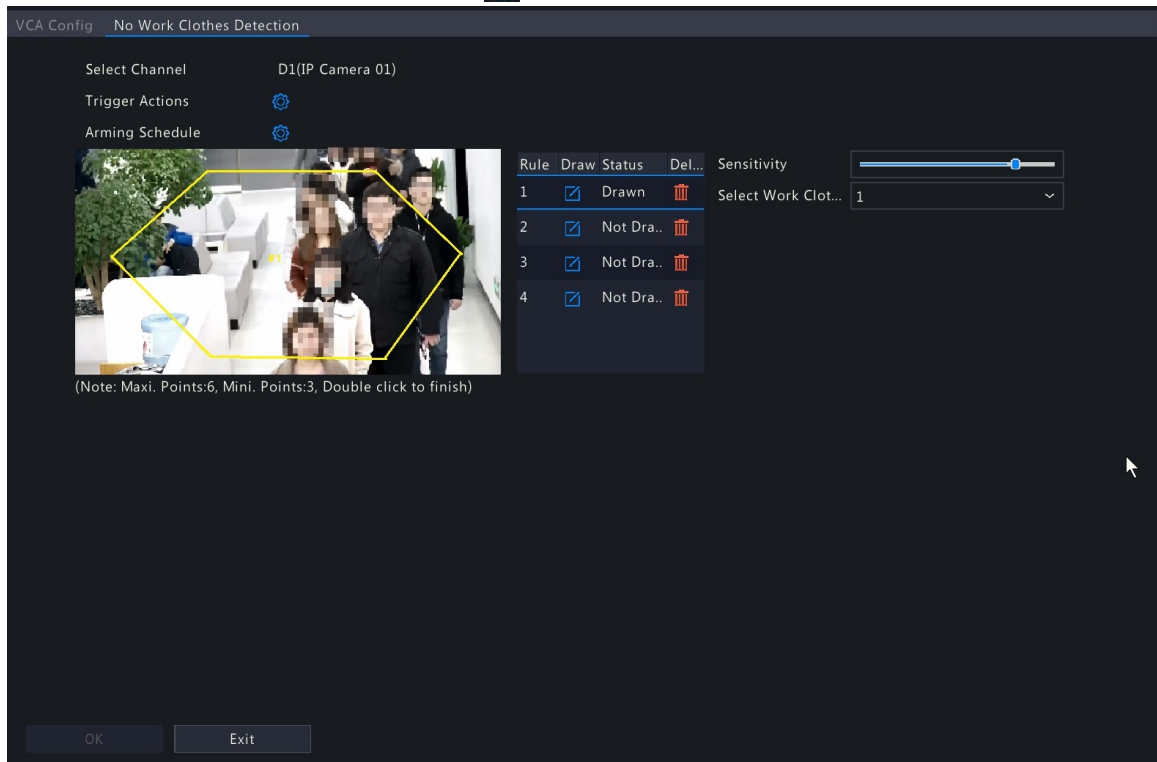 VCA Config No Work Clothes Detection
Select Channel D1(IP Camera 01)
Trigger Actions
Arming Schedule
Rule Draw Status Del...
1 Drawn
2 Not Dra..
3 Not Dra..
4 Not Dra..
Sensitivity
Select Work Clot... 1
(Note: Maxi. Points:6, Mini. Points:3, Double click to finish)
OK Exit